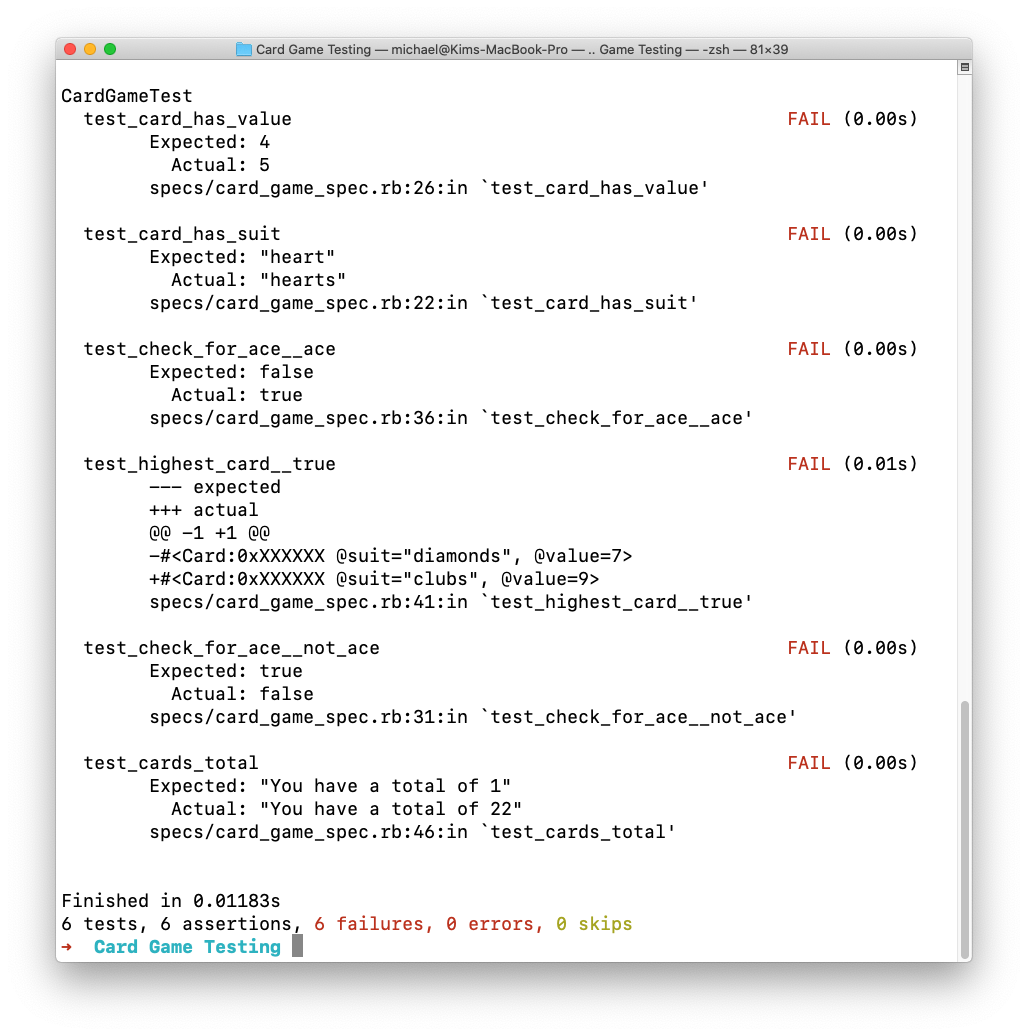 Card Game Testing — michael@Kims-MacBook-Pro — .. Game Testing — -zsh — 81×39
CardGameTest
  test_card_has_value                                             FAIL (0.00s)
        Expected: 4
          Actual: 5
        specs/card_game_spec.rb:26:in `test_card_has_value'

  test_card_has_suit                                              FAIL (0.00s)
        Expected: "heart"
          Actual: "hearts"
        specs/card_game_spec.rb:22:in `test_card_has_suit'

  test_check_for_ace__ace                                         FAIL (0.00s)
        Expected: false
          Actual: true
        specs/card_game_spec.rb:36:in `test_check_for_ace__ace'

  test_highest_card__true                                         FAIL (0.01s)
        --- expected
        +++ actual
        @@ -1 +1 @@
        -#<Card:0xXXXXXX @suit="diamonds", @value=7>
        +#<Card:0xXXXXXX @suit="clubs", @value=9>
        specs/card_game_spec.rb:41:in `test_highest_card__true'

  test_check_for_ace__not_ace                                     FAIL (0.00s)
        Expected: true
          Actual: false
        specs/card_game_spec.rb:31:in `test_check_for_ace__not_ace'

  test_cards_total                                                FAIL (0.00s)
        Expected: "You have a total of 1"
          Actual: "You have a total of 22"
        specs/card_game_spec.rb:46:in `test_cards_total'

Finished in 0.01183s
6 tests, 6 assertions, 6 failures, 0 errors, 0 skips
➜  Card Game Testing